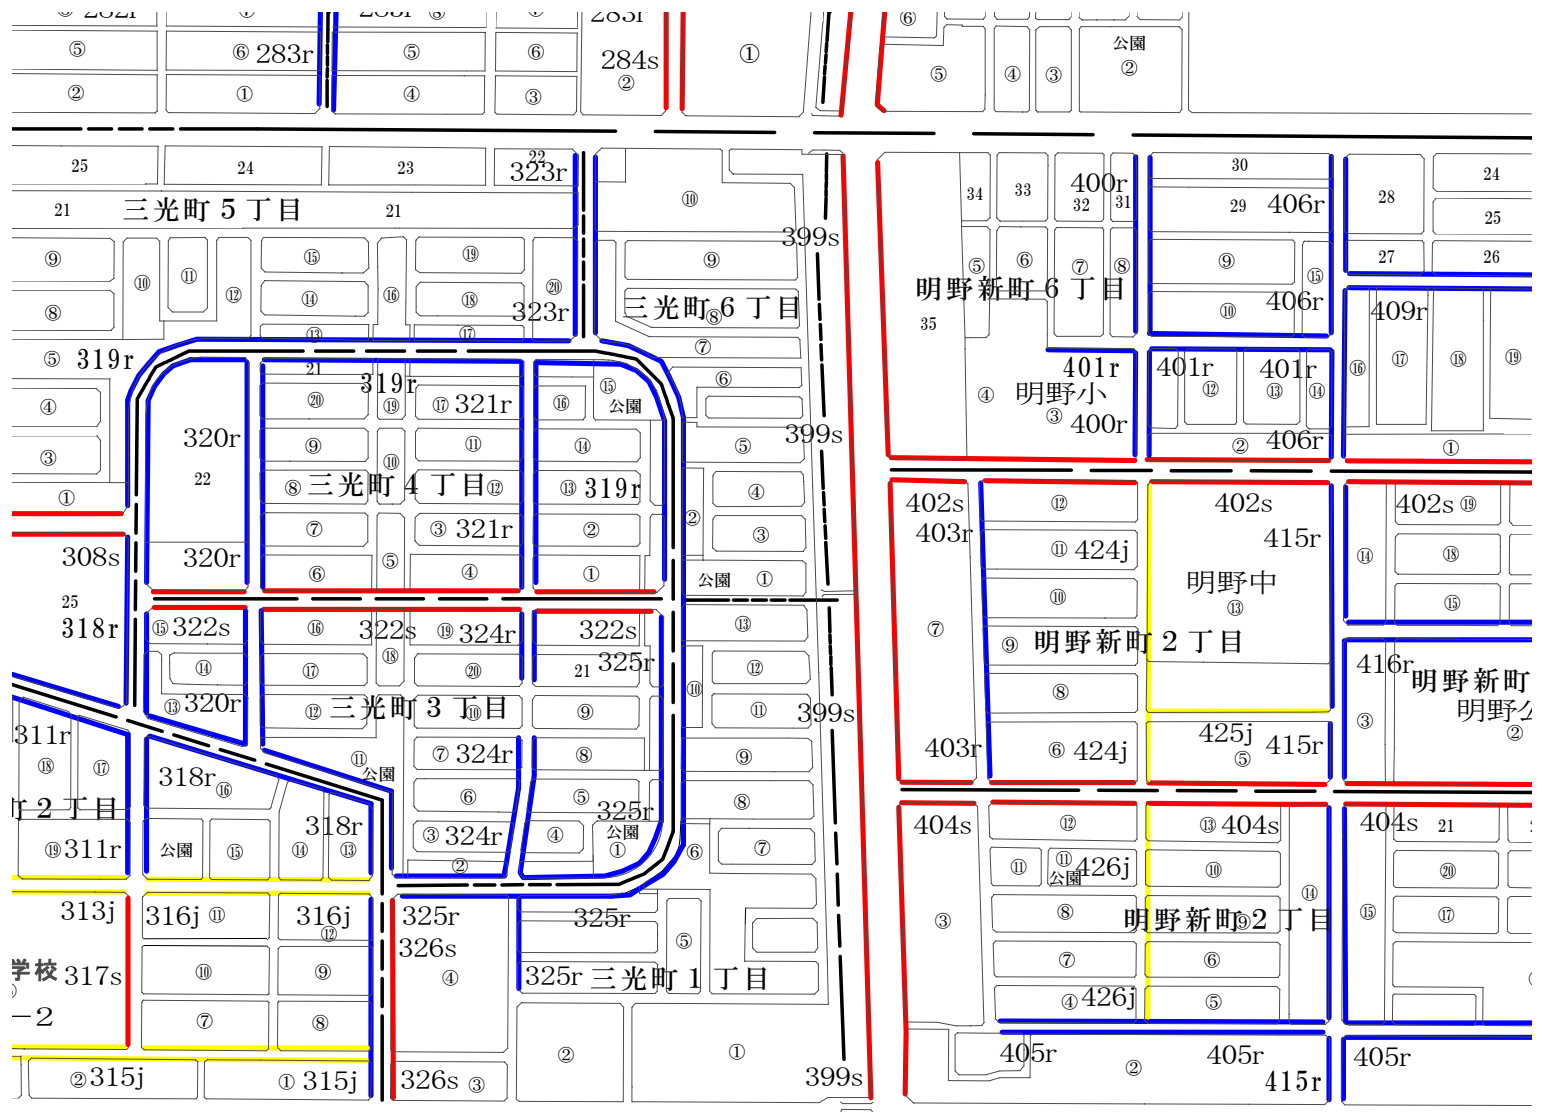 ⑤ ⑥ 283r ⑤ ⑥ 284s ② ① ⑥ ⑤ ④ ③ 公園 ②
② ① ④ ③
25 24 23 22 323r
21 三光町5丁目 21 ⑩ 399s
34 33 400r 32 31 30 29 406r 28 24 25
⑨ ⑩ ⑪ ⑫ ⑮ ⑯ ⑲ ⑳ ⑨ ⑤ ⑥ ⑦ ⑧ ⑨ ⑮ 27 26
⑧ ⑭ ⑱ 323r 三光町6丁目 ⑧ 明野新町6丁目 35 ⑩ 406r 409r
⑬ ⑰ ⑦
⑤ 319r 21 319r ⑮ ⑥ 401r 401r 401r ⑯ ⑰ ⑱ ⑲
④ ⑳ ⑲ ⑰ 321r ⑯ 公園 ④ 明野小 ③ 400r ⑫ ⑬ ⑭
③ 320r ⑨ ⑩ ⑪ ⑭ ⑤ 399s ② 406r ①
① 22 ⑧ 三光町4丁目 ⑫ ⑬ 319r ④ 402s ⑫ 402s 402s ⑲
⑦ ③ 321r ② ② ③ 403r ⑪ 424j 415r ⑭ ⑱
308s 320r ⑥ ⑤ ④ ① 公園 ① ⑩ 明野中 ⑬ ⑮
25 318r ⑮ 322s ⑯ 322s ⑲ 324r 322s ⑬ ⑦ ⑨ 明野新町2丁目
⑭ ⑰ ⑱ ⑳ 21 325r ⑫ ⑧ 416r 明野新町
⑬ 320r ⑫ 三光町3丁目 ⑩ ⑨ ⑩ ⑪ 399s ③ ②
311r ⑱ ⑰ 318r ⑯ ⑪ 公園 ⑦ 324r ⑧ ⑨ 403r ⑥ 424j 425j ⑤ 415r
町2丁目 318r ⑥ ⑤ 325r ⑧ 404s ⑫ ⑬ 404s 404s 21
⑲ 311r 公園 ⑮ ⑭ ⑬ ③ 324r ④ 公園 ① ⑥ ⑦ ⑪ ⑪ 公園 426j ⑩ ⑳
②
313j 316j ⑪ 316j ⑫ 325r 325r ③ ⑧ 明野新町2丁目 ⑨ ⑭ ⑮ ⑰
326s ⑤
学校 317s ⑩ ⑨ ④ 325r 三光町1丁目 ⑦ ⑥
-2 ⑦ ⑧ ④ 426j ⑤
② 315j ① 315j 326s ③ ② ① 399s 405r ② 405r 415r 405r